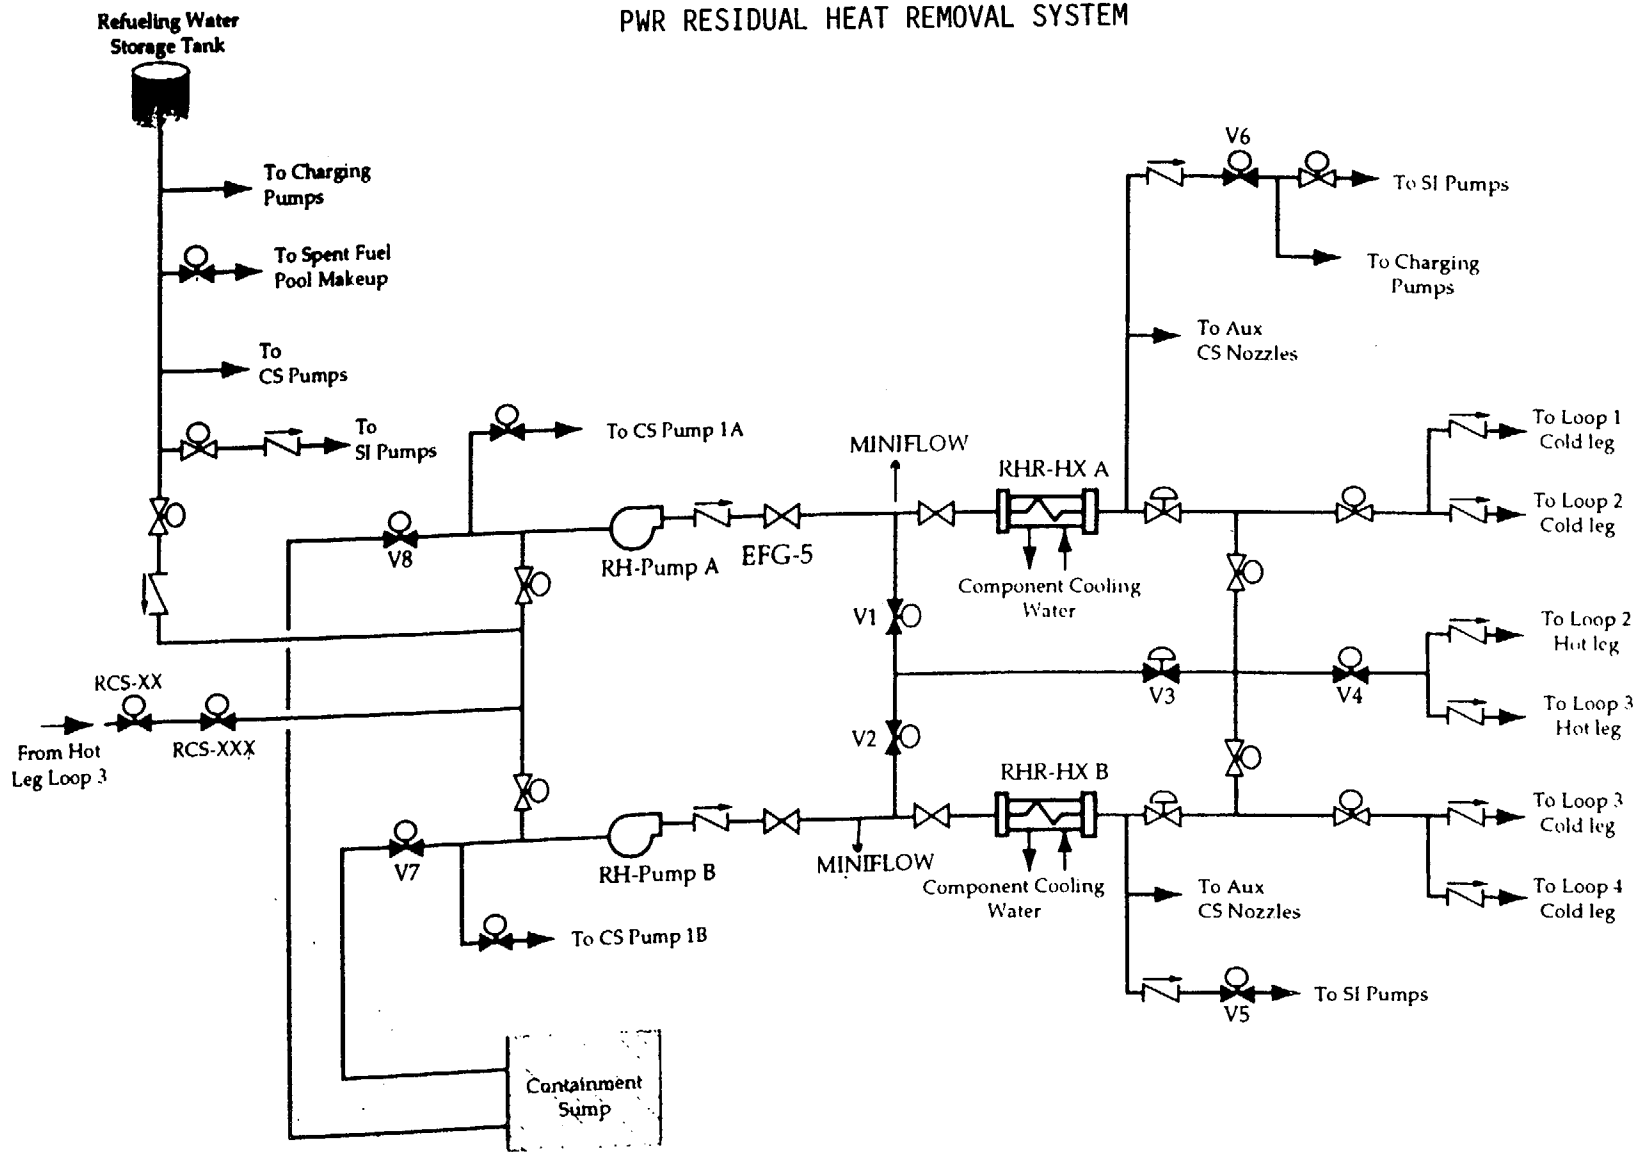 PWR RESIDUAL HEAT REMOVAL SYSTEM
Refueling Water
Storage Tank
To Charging
Pumps
To Spent Fuel
Pool Makeup
To
CS Pumps
To
SI Pumps
V6
To SI Pumps
To Charging
Pumps
To Aux
CS Nozzles
To CS Pump 1A
MINIFLOW
RHR-HX A
To Loop 1
Cold leg
To Loop 2
Cold leg
V8
RH-Pump A
EFG-5
Component Cooling
Water
V1
To Loop 2
Hot leg
RCS-XX
RCS-XXX
From Hot
Leg Loop 3
V3
V4
To Loop 3
Hot leg
V2
RHR-HX B
To Loop 3
Cold leg
V7
RH-Pump B
MINIFLOW
Component Cooling
Water
To Aux
CS Nozzles
To Loop 4
Cold leg
To CS Pump 1B
V5
To SI Pumps
Containment
Sump